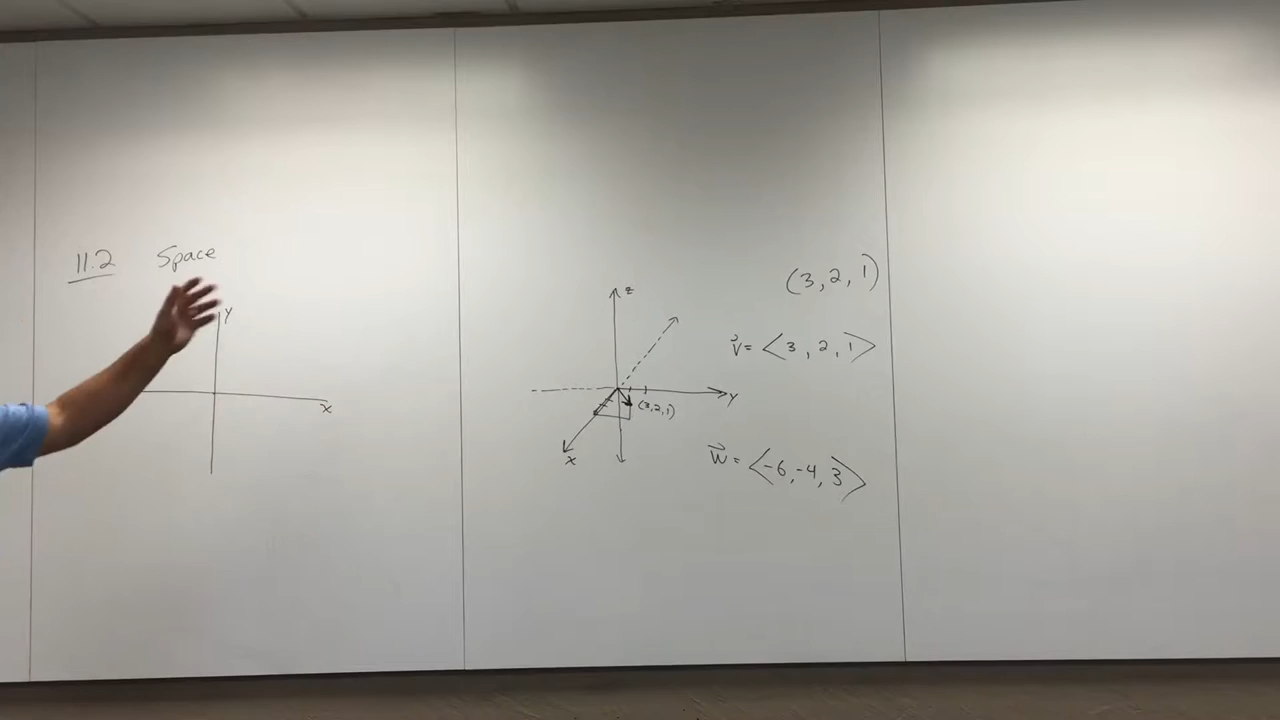 11.2 Space
y
x
z
y
(3,2,1)
x
(3,2,1)
v⃗= <3,2,1>
w⃗= <-6,-4,3>